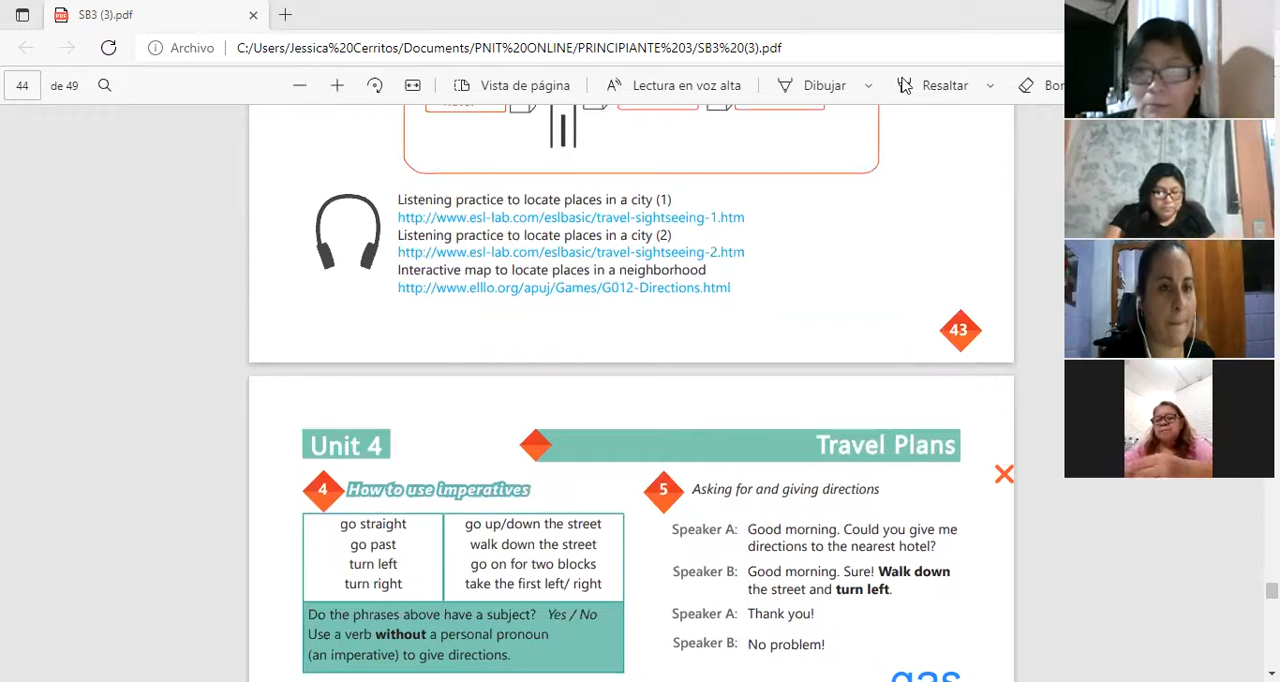 SB3 (3).pdf
Archivo
C:/Users/Jessica%20Cerritos/Documents/PNIT%20ONLINE/PRINCIPIANTE%203/SB3%20(3).pdf
44
de 49
Vista de página
Lectura en voz alta
Dibujar
Resaltar
Bor
Listening practice to locate places in a city (1)
http://www.esl-lab.com/eslbasic/travel-sightseeing-1.htm
Listening practice to locate places in a city (2)
http://www.esl-lab.com/eslbasic/travel-sightseeing-2.htm
Interactive map to locate places in a neighborhood
http://www.elllo.org/apuj/Games/G012-Directions.html
43
Unit 4
Travel Plans
4 How to use imperatives
go straight
go past
turn left
turn right
go up/down the street
walk down the street
go on for two blocks
take the first left/ right
Do the phrases above have a subject? Yes / No
Use a verb without a personal pronoun
(an imperative) to give directions.
5 Asking for and giving directions
Speaker A: Good morning. Could you give me
directions to the nearest hotel?
Speaker B: Good morning. Sure! Walk down
the street and turn left.
Speaker A: Thank you!
Speaker B: No problem!
gas